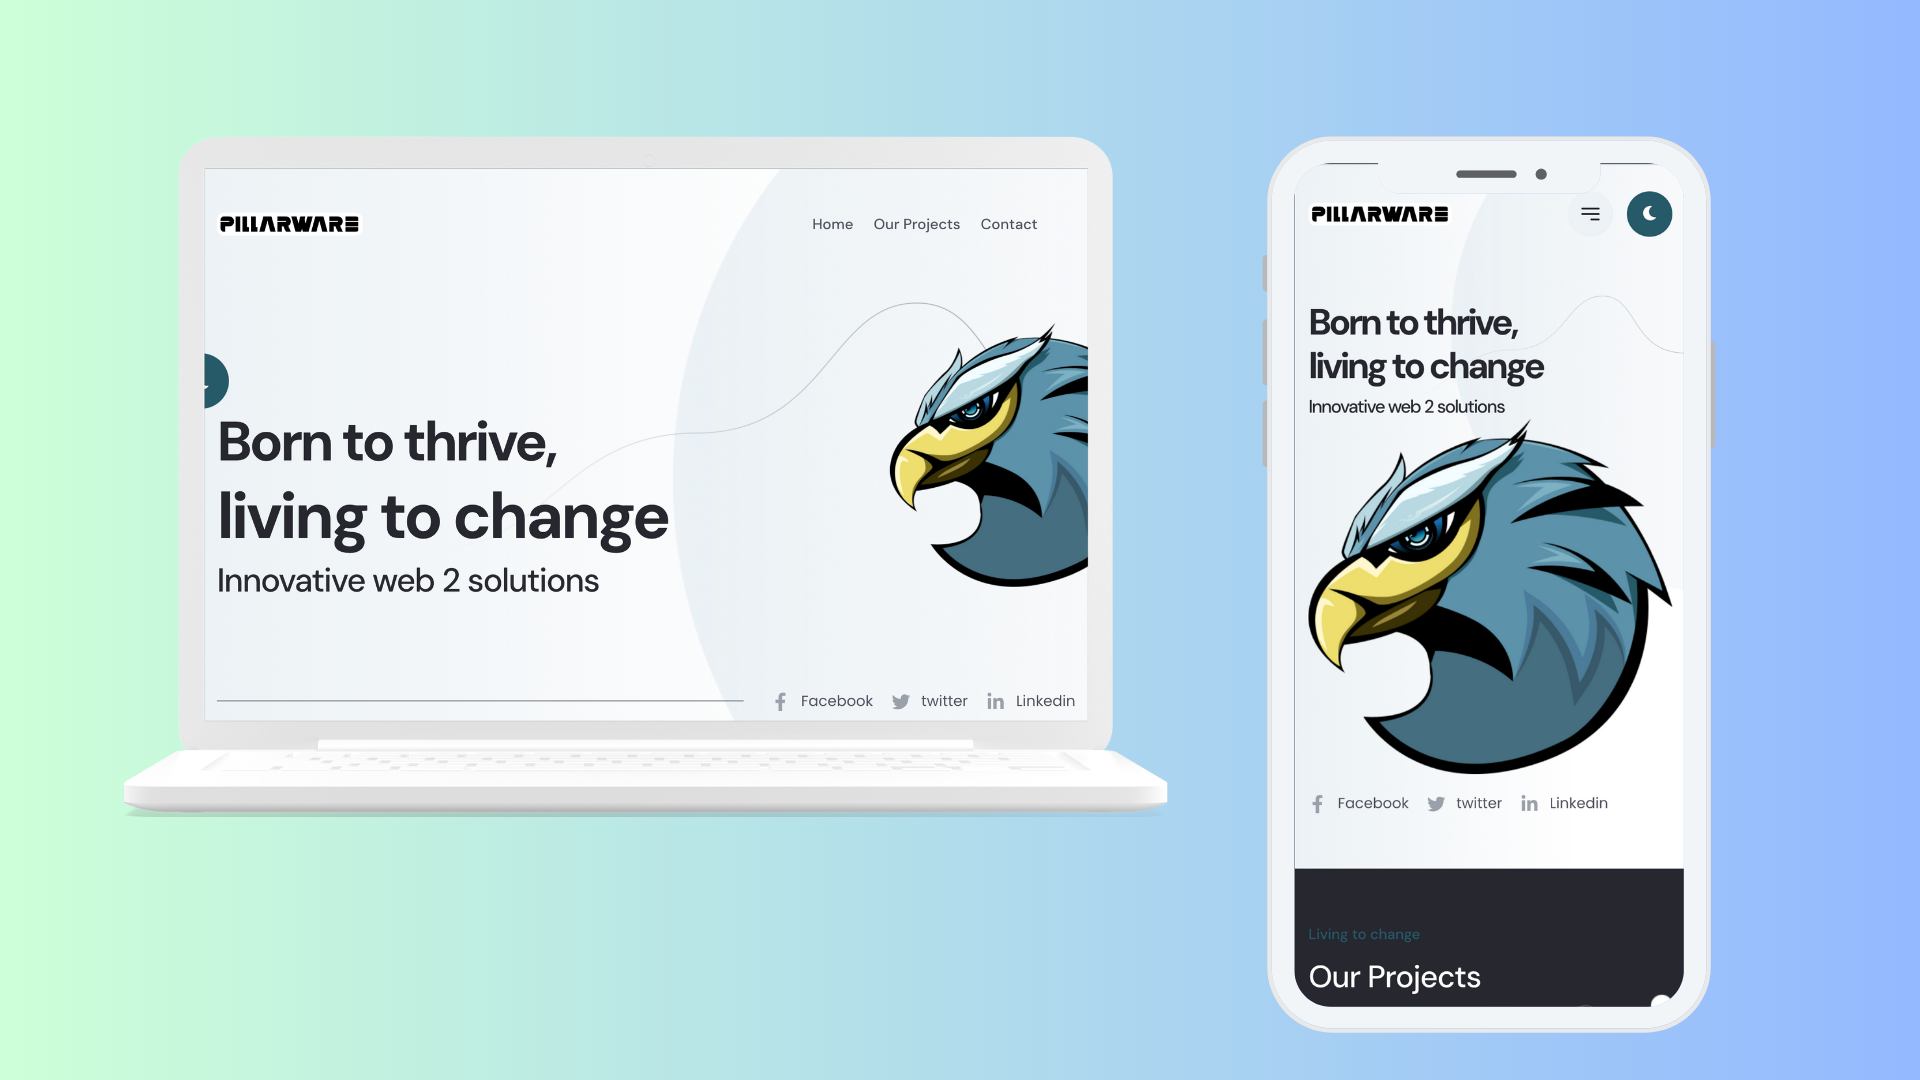 PILLARWARE
Home Our Projects Contact
Born to thrive,
living to change
Innovative web 2 solutions
Facebook twitter Linkedin
PILLARWARE
Born to thrive,
living to change
Innovative web 2 solutions
Facebook twitter Linkedin
Living to change
Our Projects